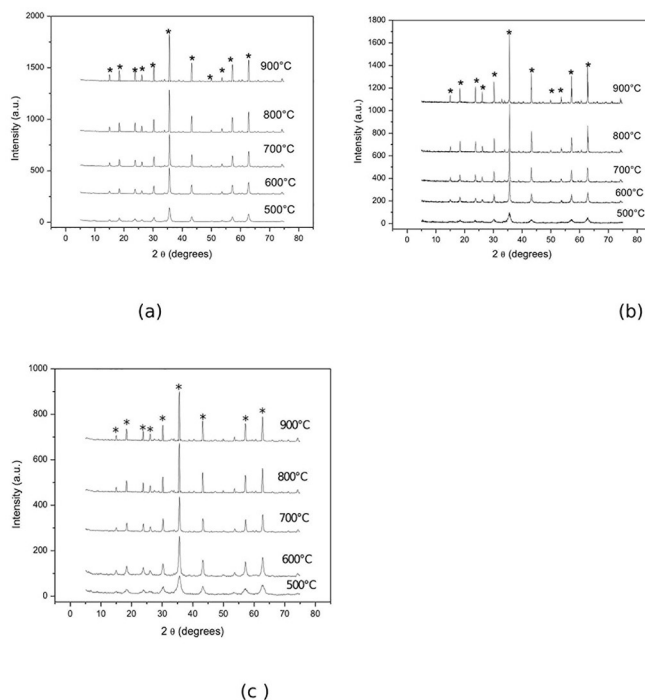 2000
1500
1000
500
0
Intensity (a.u.)
* * * * * * * * * * *
900°C
800°C
700°C
600°C
500°C
0 10 20 30 40 50 60 70 80
2 θ (degrees)
(a)
1800
1600
1400
1200
1000
800
600
400
200
0
Intensity (a.u.)
* * * * * * * * * * *
900°C
800°C
700°C
600°C
500°C
0 10 20 30 40 50 60 70 80
2 θ (degrees)
(b)
1000
800
600
400
200
0
Intensity (a.u.)
* * * * * * * * *
900°C
800°C
700°C
600°C
500°C
0 10 20 30 40 50 60 70 80
2 θ (degrees)
(c )